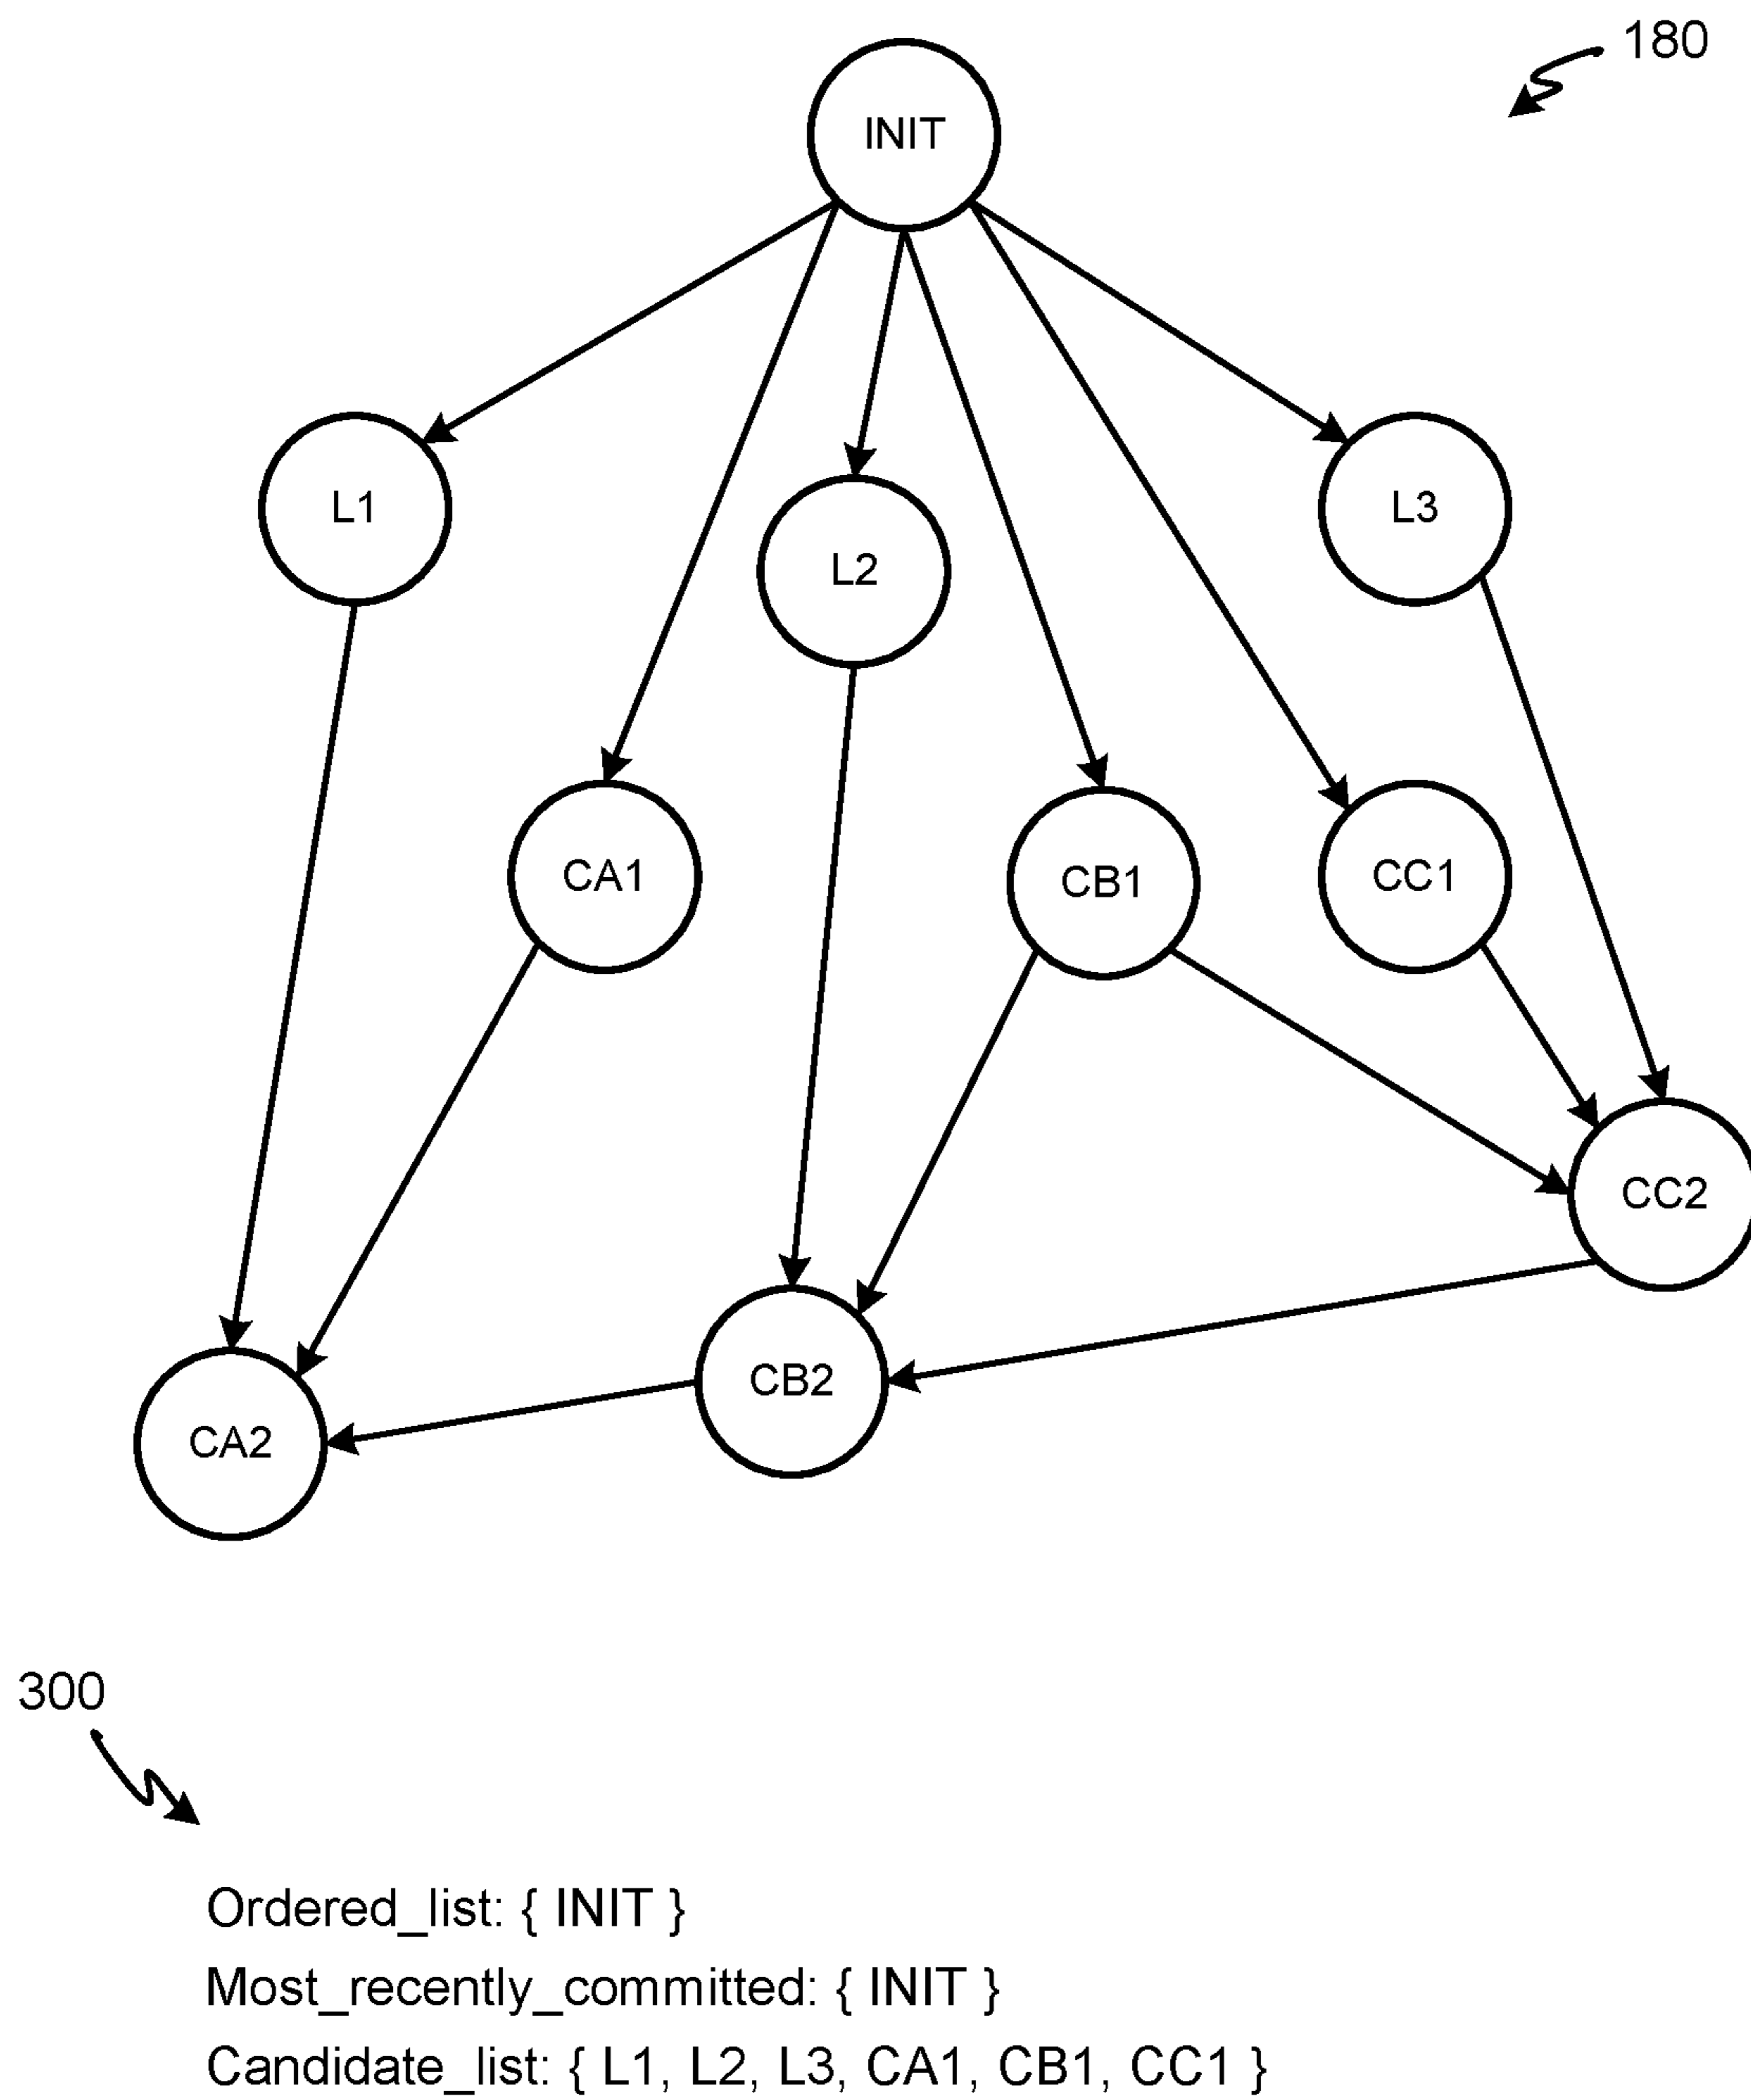 180
INIT
L1
L3
L2
CA1
CB1
CC1
CC2
CB2
CA2
300
Ordered_list: { INIT }
Most_recently_committed: { INIT }
Candidate_list: { L1, L2, L3, CA1, CB1, CC1 }